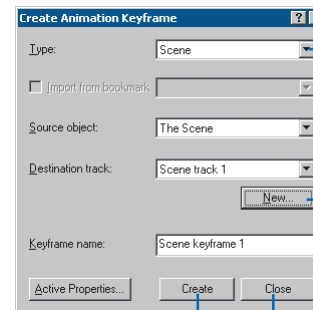 Create Animation Keyframe
?
Type:
Scene
Import from bookmark
Source object:
The Scene
Destination track:
Scene track 1
New...
Keyframe name:
Scene keyframe 1
Active Properties...
Create
Close